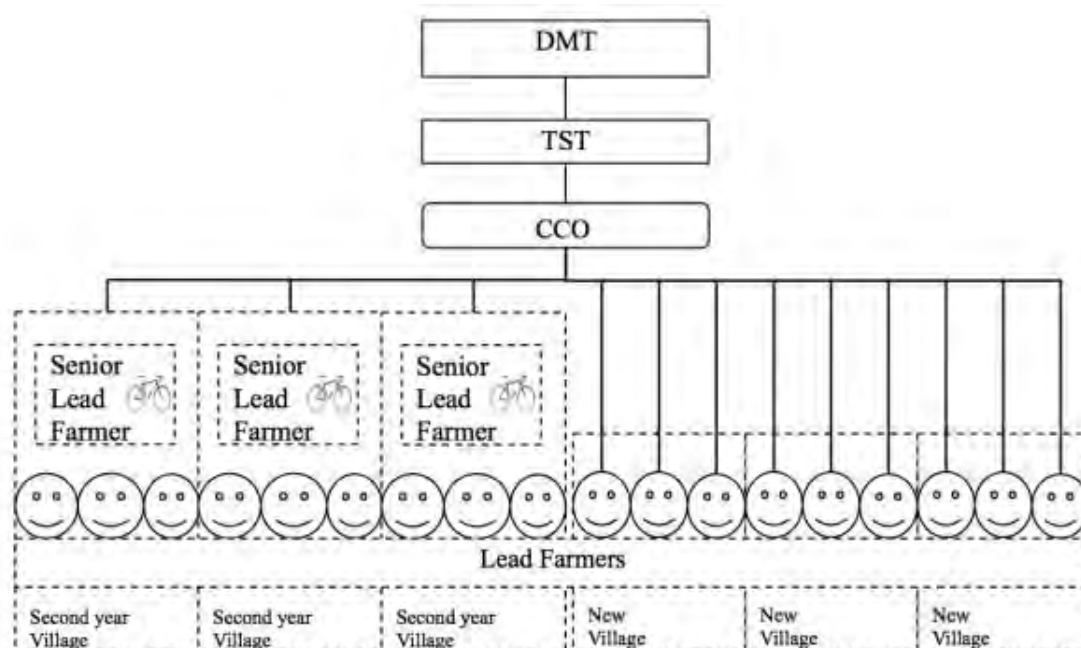 DMT
TST
CCO
Senior
Lead
Farmer
Senior
Lead
Farmer
Senior
Lead
Farmer
Lead Farmers
Second year
Village
Second year
Village
Second year
Village
New
Village
New
Village
New
Village